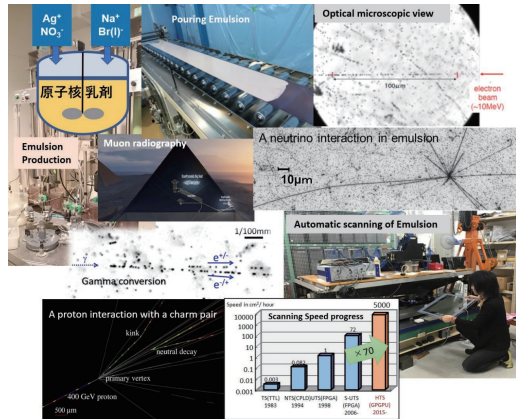 Ag⁺
NO₃⁻
Na⁺
Br(I)⁻
原子核乳剤
Emulsion
Production
Pouring Emulsion
Optical microscopic view
100μm
electron
beam
(~10MeV)
Muon radiography
A neutrino interaction in emulsion
10μm
1/100mm
γ
e⁺/⁻
e⁻/⁺
Gamma conversion
Automatic scanning of Emulsion
A proton interaction with a charm pair
kink
neutral decay
primary vertex
400 GeV proton
500 μm
Speed in cm²/ hour
Scanning Speed progress
5000
10000
1000
100
10
1
0.1
0.01
0.001
0.003
0.082
1
72
×70
TS(TTL)
1983
NTS(CPLD)
1994
UTS(FPGA)
1998
S-UTS
(FPGA)
2006-
HTS
(GPGPU)
2015-